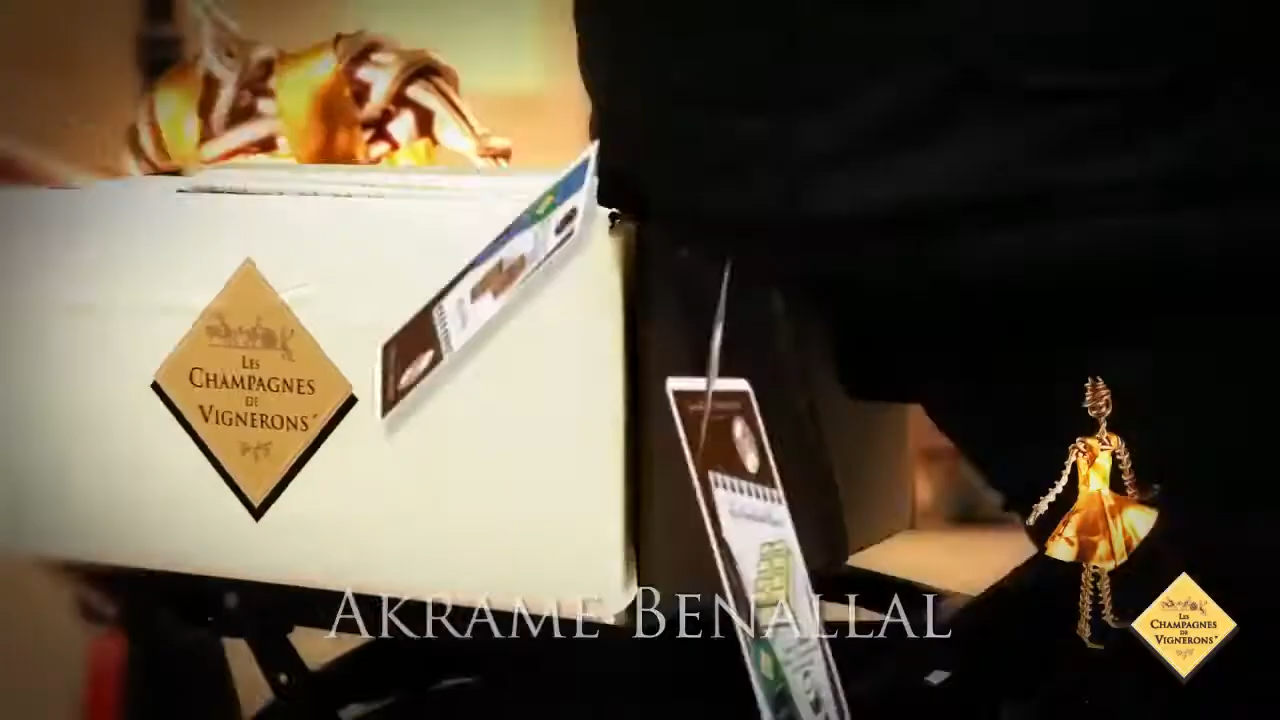 LES
CHAMPAGNES
DE
VIGNERONS
AKRAME BENALLAL
LES
CHAMPAGNES
DE
VIGNERONS